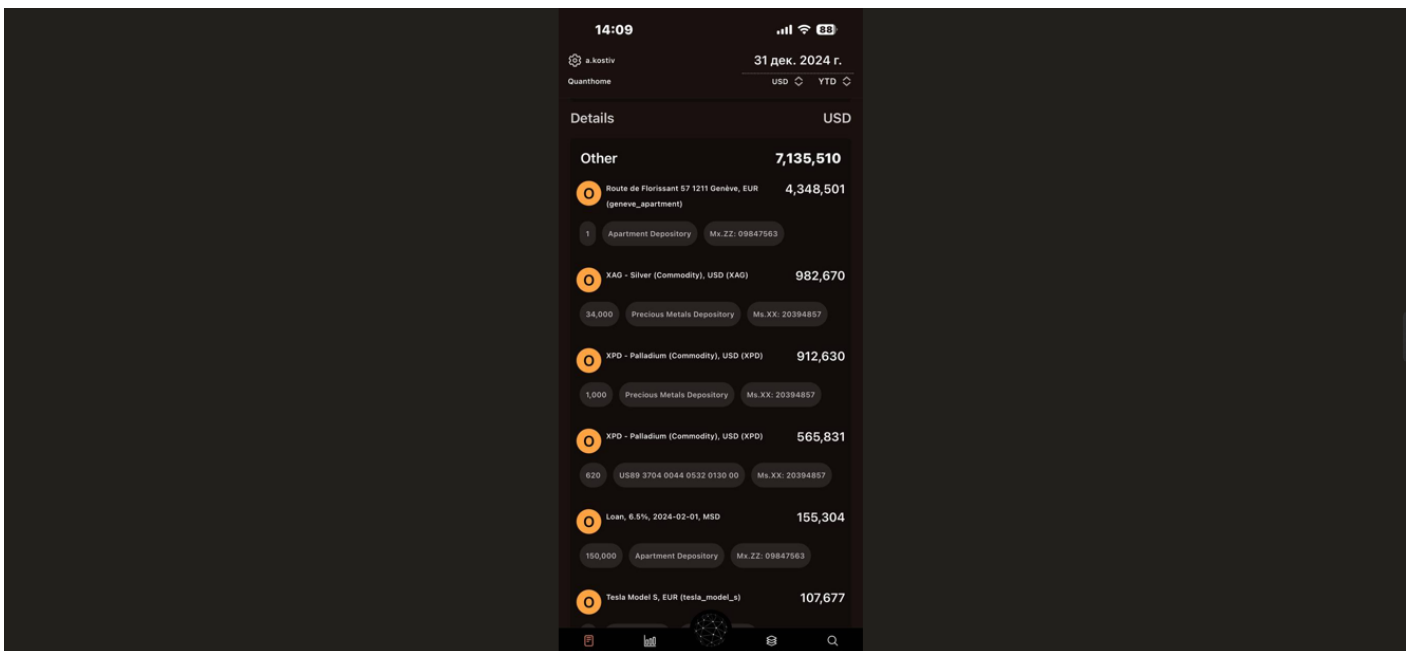 14:09
88
a.kostiv
31 дек. 2024 г.
Quanthome
USD YTD
Details USD
Other 7,135,510
O Route de Florissant 57 1211 Genève, EUR 4,348,501
(geneve_apartment)
1 Apartment Depository Mx.ZZ: 09847563
O XAG - Silver (Commodity), USD (XAG) 982,670
34,000 Precious Metals Depository Ms.XX: 20394857
O XPD - Palladium (Commodity), USD (XPD) 912,630
1,000 Precious Metals Depository Ms.XX: 20394857
O XPD - Palladium (Commodity), USD (XPD) 565,831
620 US89 3704 0044 0532 0130 00 Ms.XX: 20394857
O Loan, 6.5%, 2024-02-01, MSD 155,304
150,000 Apartment Depository Mx.ZZ: 09847563
O Tesla Model S, EUR (tesla_model_s) 107,677